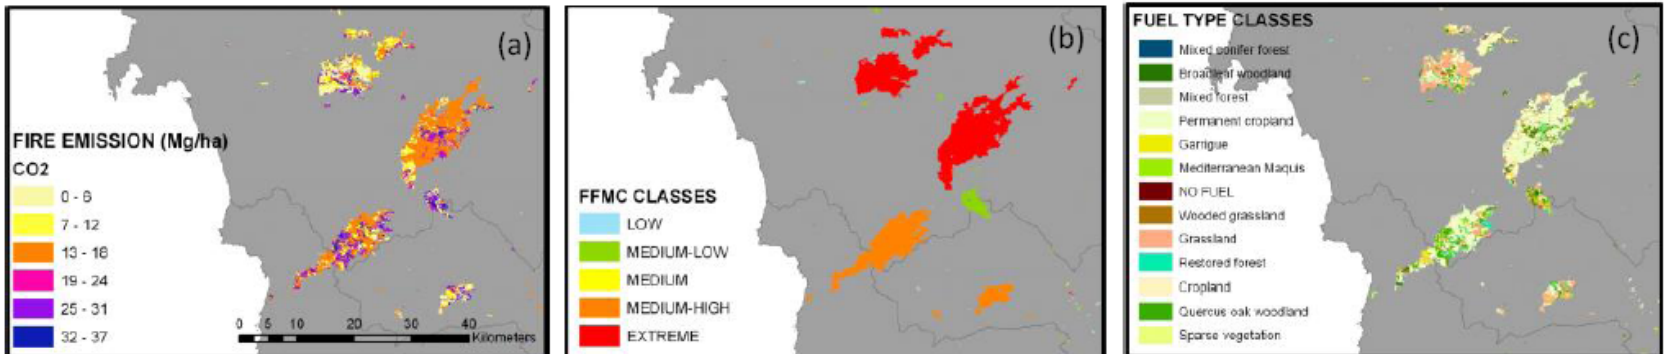 (a)
FIRE EMISSION (Mg/ha)
CO2
0 - 6
7 - 12
13 - 18
19 - 24
25 - 31
32 - 37
0 5 10 20 30 40
Kilometers
(b)
FFMC CLASSES
LOW
MEDIUM-LOW
MEDIUM
MEDIUM-HIGH
EXTREME
FUEL TYPE CLASSES
(c)
Mixed conifer forest
Broadleaf woodland
Mixed forest
Permanent cropland
Garrigue
Mediterranean Maquis
NO FUEL
Wooded grassland
Grassland
Restored forest
Cropland
Quercus oak woodland
Sparse vegetation